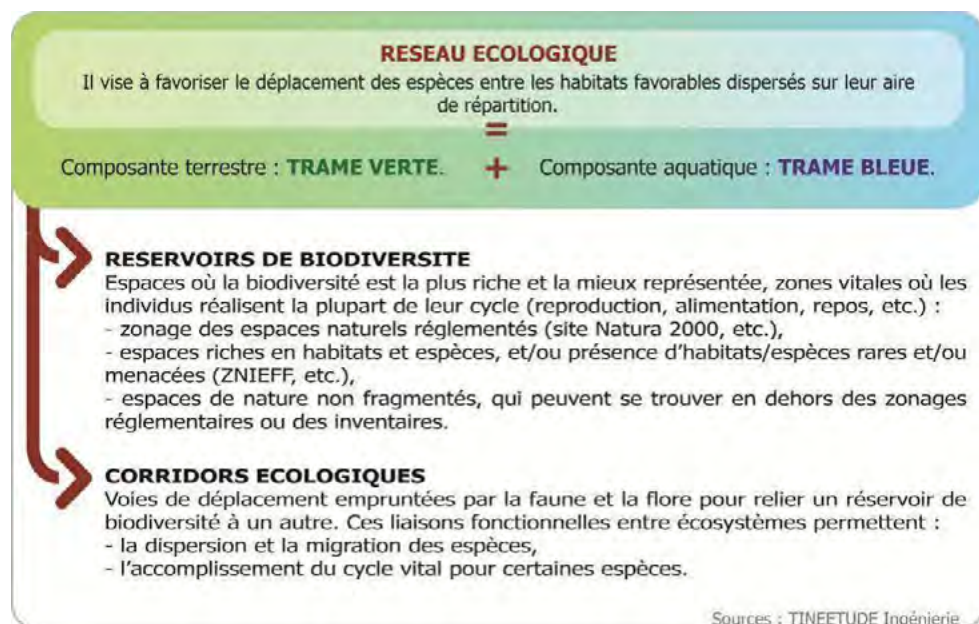 RESEAU ECOLOGIQUE
Il vise à favoriser le déplacement des espèces entre les habitats favorables dispersés sur leur aire
de répartition.
=
Composante terrestre : TRAME VERTE. + Composante aquatique : TRAME BLEUE.
RESERVOIRS DE BIODIVERSITE
Espaces où la biodiversité est la plus riche et la mieux représentée, zones vitales où les
individus réalisent la plupart de leur cycle (reproduction, alimentation, repos, etc.) :
- zonage des espaces naturels réglementés (site Natura 2000, etc.),
- espaces riches en habitats et espèces, et/ou présence d'habitats/espèces rares et/ou
menacées (ZNIEFF, etc.),
- espaces de nature non fragmentés, qui peuvent se trouver en dehors des zonages
réglementaires ou des inventaires.
CORRIDORS ECOLOGIQUES
Voies de déplacement empruntées par la faune et la flore pour relier un réservoir de
biodiversité à un autre. Ces liaisons fonctionnelles entre écosystèmes permettent :
- la dispersion et la migration des espèces,
- l'accomplissement du cycle vital pour certaines espèces.
Sources : TINEETUDE Ingénierie